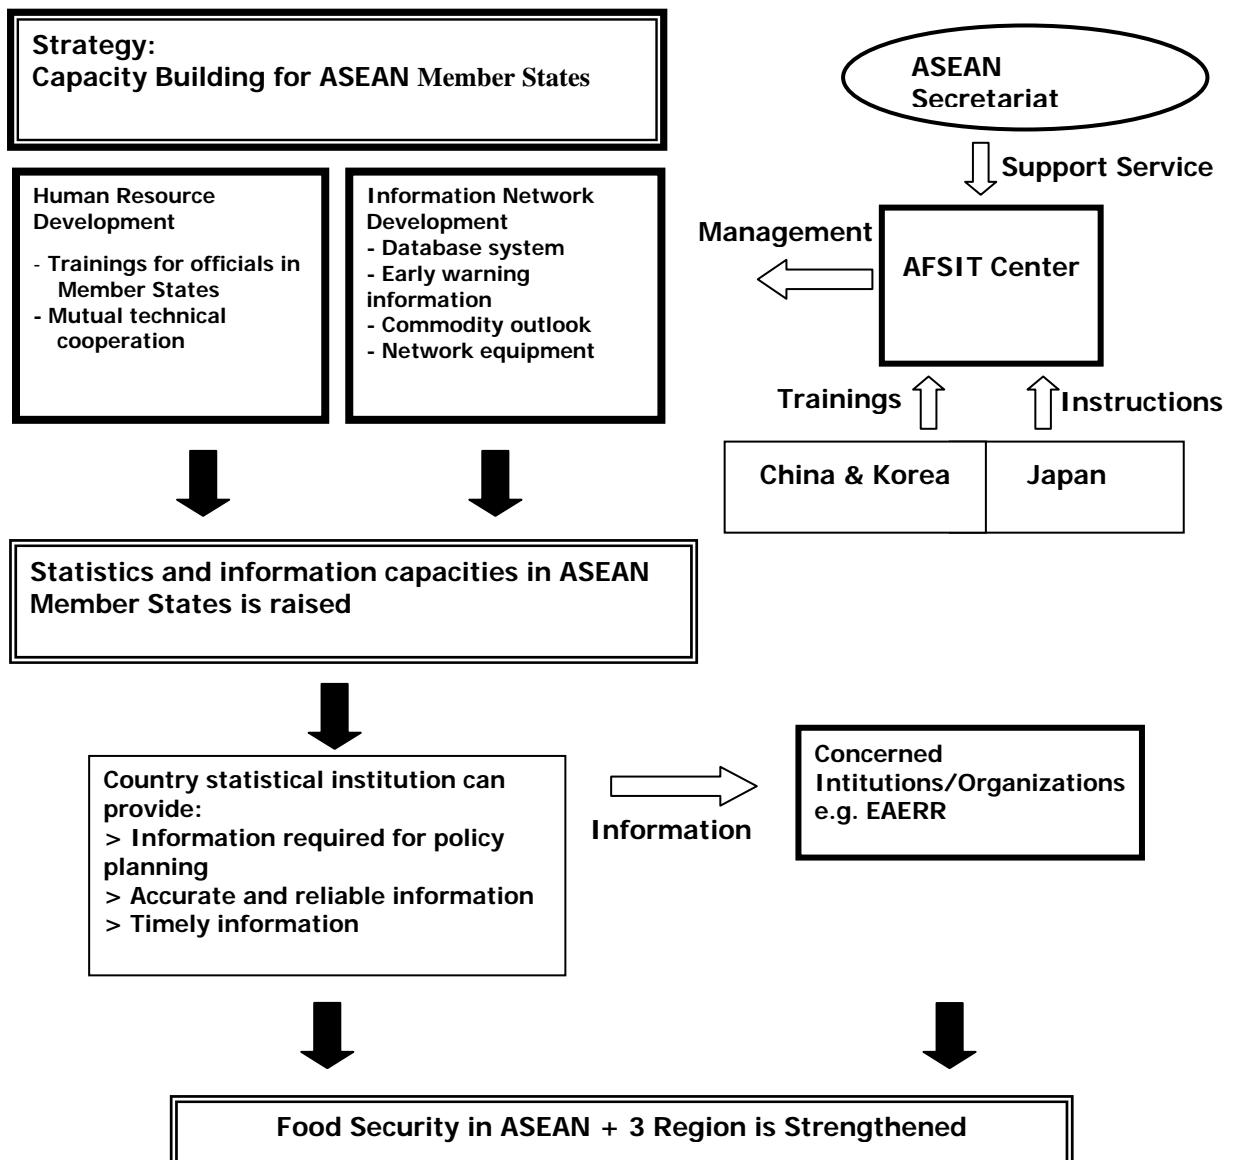 Strategy:
Capacity Building for ASEAN Member States
ASEAN
Secretariat
Support Service
Human Resource
Development
- Trainings for officials in
Member States
- Mutual technical
cooperation
Information Network
Development
- Database system
- Early warning
information
- Commodity outlook
- Network equipment
Management
AFSIT Center
Trainings
Instructions
China & Korea
Japan
Statistics and information capacities in ASEAN
Member States is raised
Country statistical institution can
provide:
> Information required for policy
planning
> Accurate and reliable information
> Timely information
Information
Concerned
Intitutions/Organizations
e.g. EAERR
Food Security in ASEAN + 3 Region is Strengthened